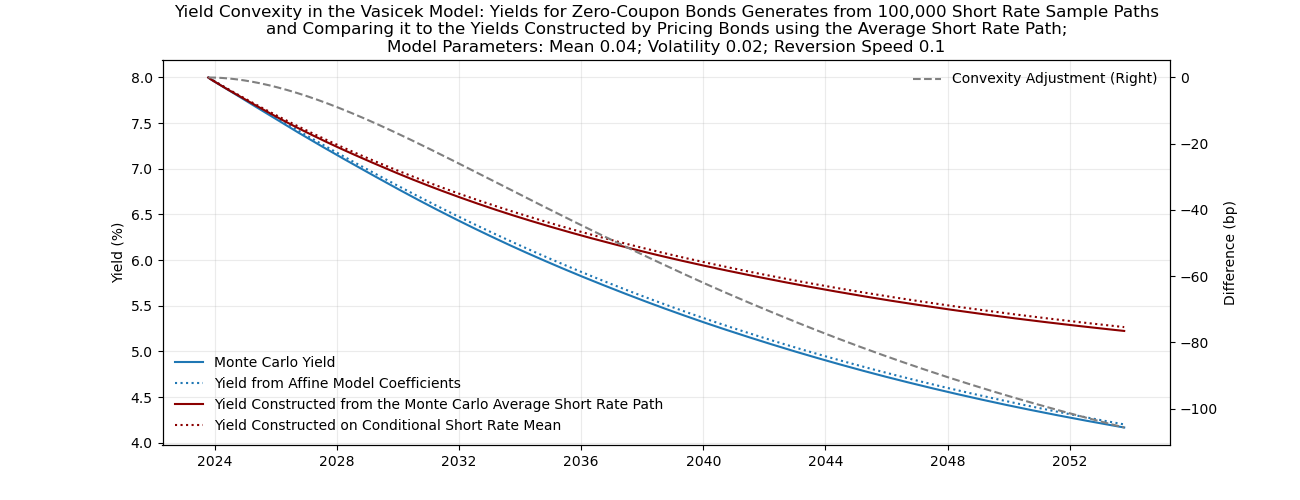 Yield Convexity in the Vasicek Model: Yields for Zero-Coupon Bonds Generates from 100,000 Short Rate Sample Paths
and Comparing it to the Yields Constructed by Pricing Bonds using the Average Short Rate Path;
Model Parameters: Mean 0.04; Volatility 0.02; Reversion Speed 0.1
Convexity Adjustment (Right)
8.0
7.5
7.0
6.5
6.0
5.5
5.0
4.5
4.0
Yield (%)
0
−20
−40
−60
−80
−100
Difference (bp)
Monte Carlo Yield
Yield from Affine Model Coefficients
Yield Constructed from the Monte Carlo Average Short Rate Path
Yield Constructed on Conditional Short Rate Mean
2024 2028 2032 2036 2040 2044 2048 2052